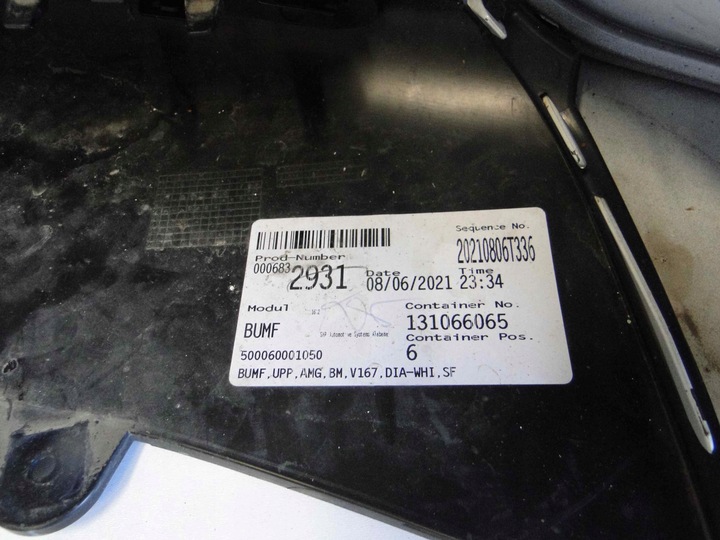 Sequence No.
20210806T336
Prod-Number
000683 2931
Date
08/06/2021
Time
23:34
Modul
BUMF
Container No.
131066065
Container Pos.
6
500060001050
BUMF,UPP,AMG,BM,V167,DIA-WHI,SF